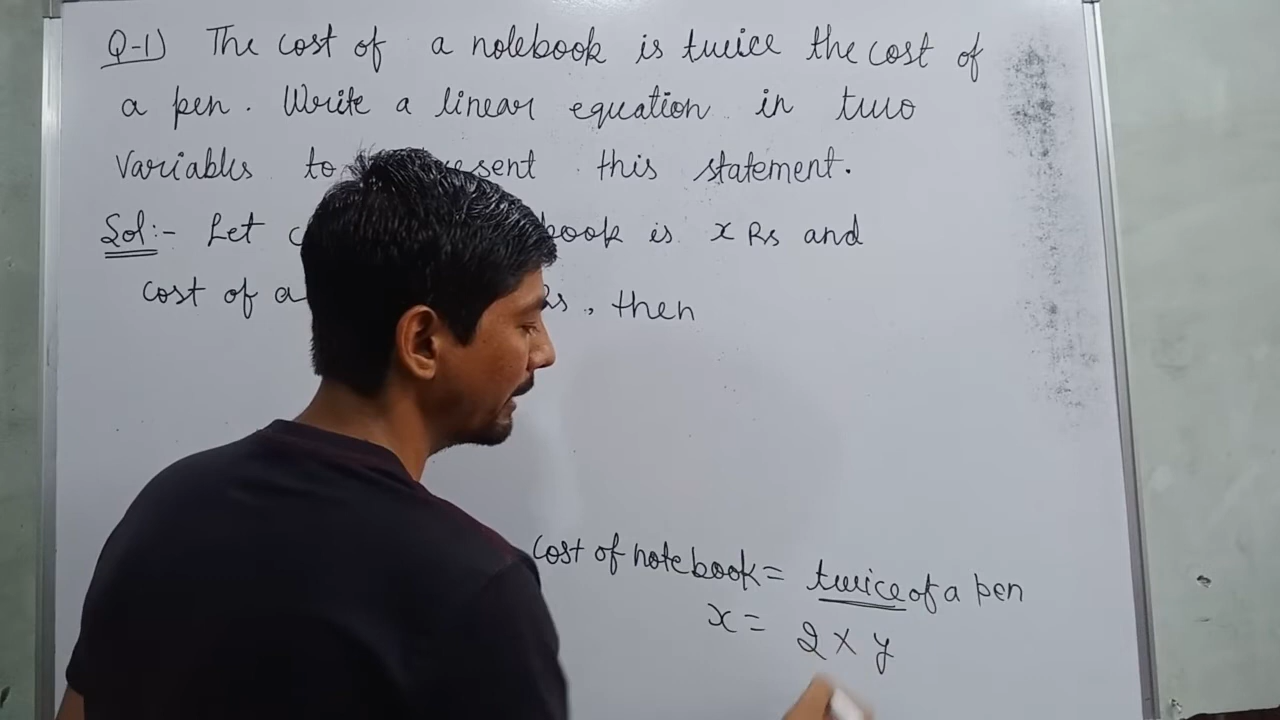 Q-1) The cost of a notebook is twice the cost of
a pen. Write a linear equation in two
variables to sent this statement.
Sol:- Let book is x Rs and
cost of a Rs, then
cost of notebook = twice of a pen
x = 2 × y